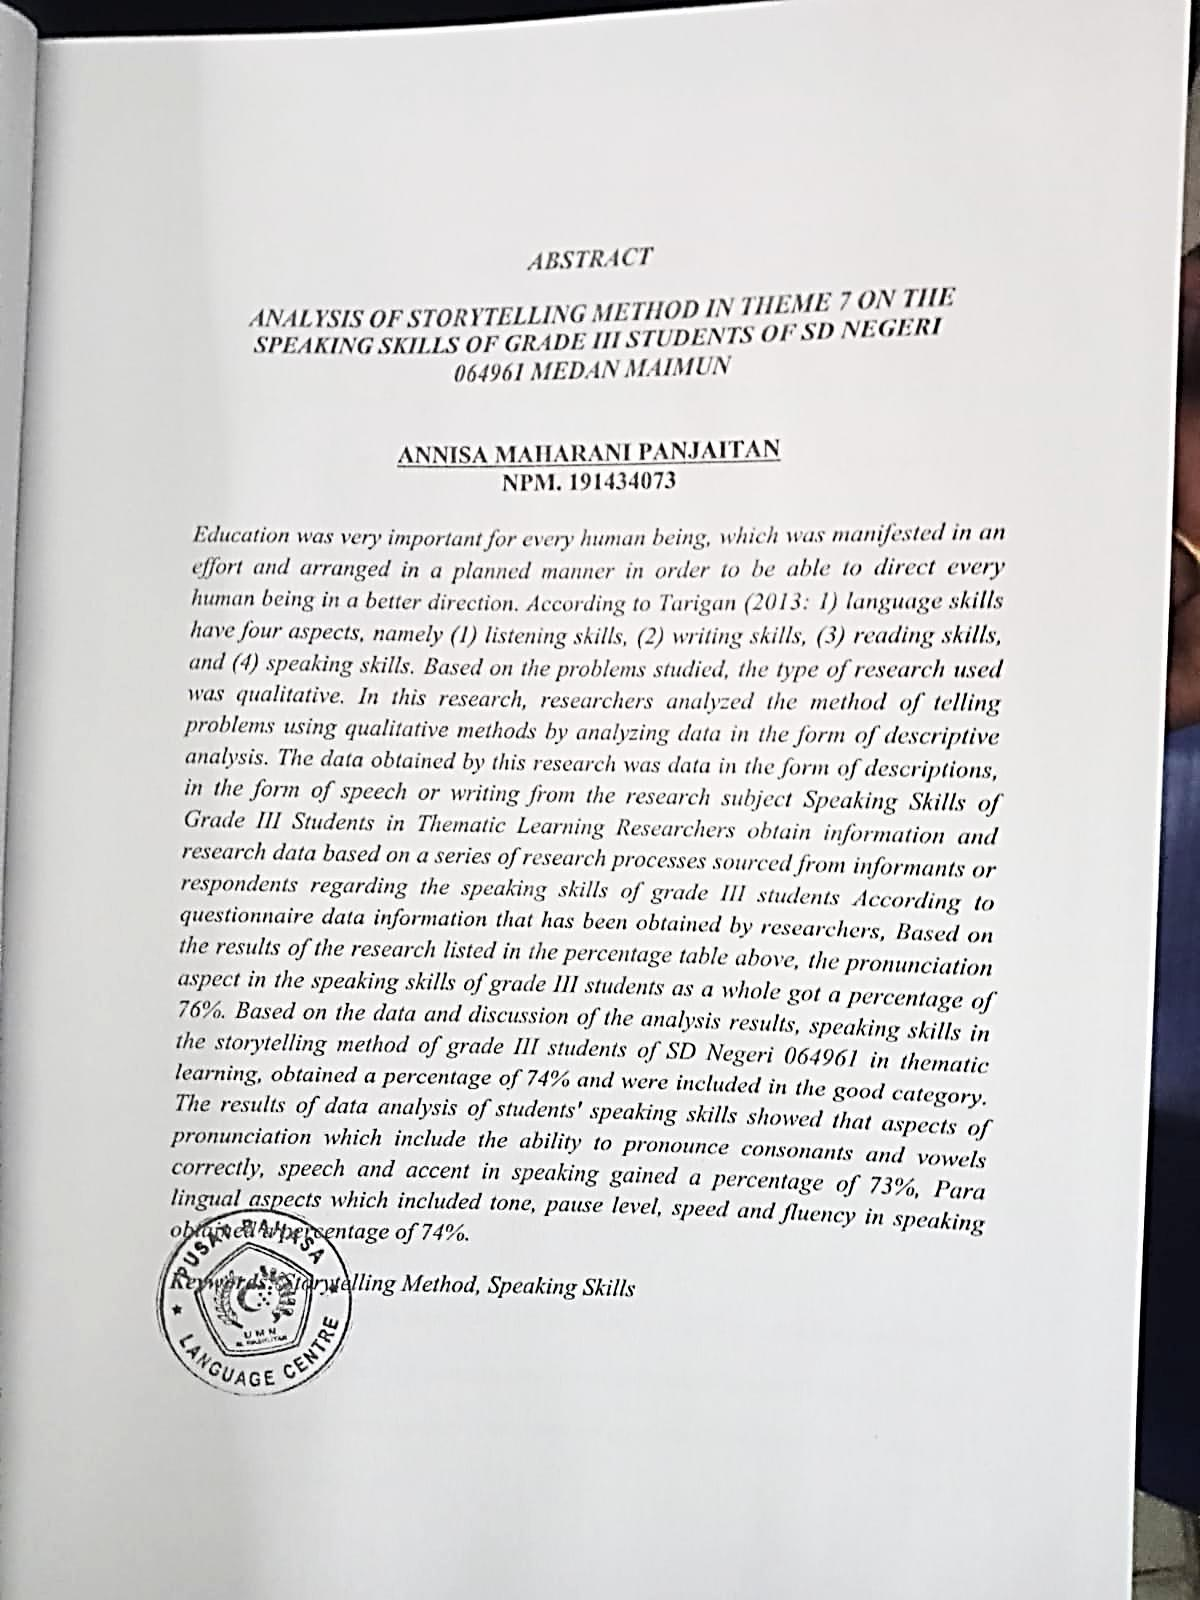 ABSTRACT
ANALYSIS OF STORYTELLING METHOD IN THEME 7 ON THE
SPEAKING SKILLS OF GRADE III STUDENTS OF SD NEGERI
064961 MEDAN MAIMUN
ANNISA MAHARANI PANJAITAN
NPM. 191434073
Education was very important for every human being, which was manifested in an
effort and arranged in a planned manner in order to be able to direct every
human being in a better direction. According to Tarigan (2013: 1) language skills
have four aspects, namely (1) listening skills, (2) writing skills, (3) reading skills,
and (4) speaking skills. Based on the problems studied, the type of research used
was qualitative. In this research, researchers analyzed the method of telling
problems using qualitative methods by analyzing data in the form of descriptive
analysis. The data obtained by this research was data in the form of descriptions,
in the form of speech or writing from the research subject Speaking Skills of
Grade III Students in Thematic Learning Researchers obtain information and
research data based on a series of research processes sourced from informants or
respondents regarding the speaking skills of grade III students According to
questionnaire data information that has been obtained by researchers, Based on
the results of the research listed in the percentage table above, the pronunciation
aspect in the speaking skills of grade III students as a whole got a percentage of
76%. Based on the data and discussion of the analysis results, speaking skills in
the storytelling method of grade III students of SD Negeri 064961 in thematic
learning, obtained a percentage of 74% and were included in the good category.
The results of data analysis of students' speaking skills showed that aspects of
pronunciation which include the ability to pronounce consonants and vowels
correctly, speech and accent in speaking gained a percentage of 73%, Para
lingual aspects which included tone, pause level, speed and fluency in speaking
obtained a percentage of 74%.
Keywords: Storytelling Method, Speaking Skills
PUSAT BAHASA
UMN
LANGUAGE CENTRE